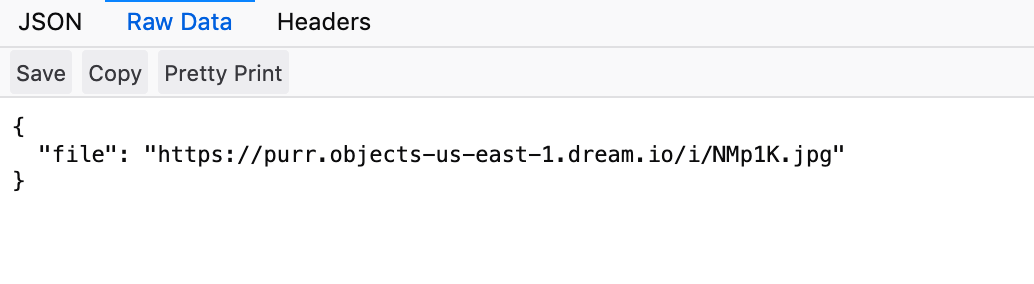 JSON Raw Data Headers
Save Copy Pretty Print
{
  "file": "https://purr.objects-us-east-1.dream.io/i/NMp1K.jpg"
}